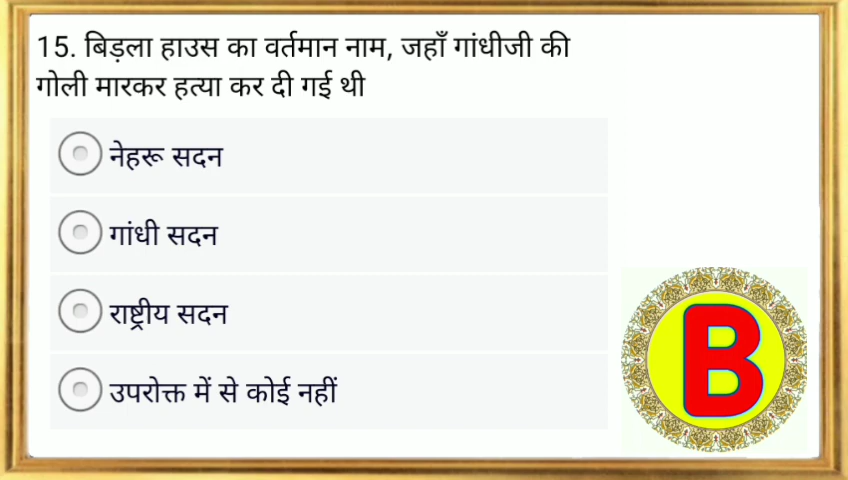 15. बिड़ला हाउस का वर्तमान नाम, जहाँ गांधीजी की
गोली मारकर हत्या कर दी गई थी
नेहरू सदन
गांधी सदन
राष्ट्रीय सदन
उपरोक्त में से कोई नहीं
B